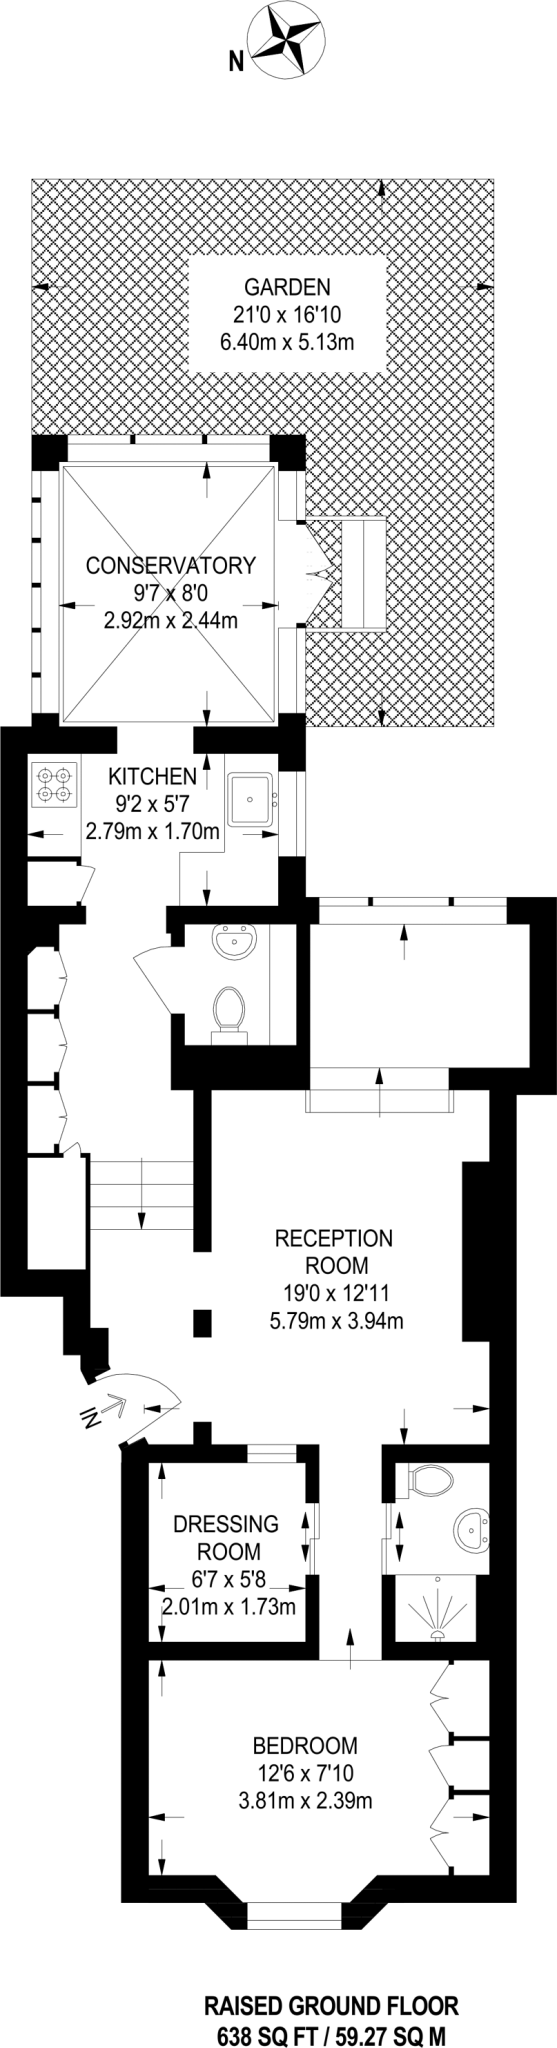 N
GARDEN
21'0 x 16'10
6.40m x 5.13m
CONSERVATORY
9'7 x 8'0
2.92m x 2.44m
KITCHEN
9'2 x 5'7
2.79m x 1.70m
RECEPTION
ROOM
19'0 x 12'11
5.79m x 3.94m
IN
DRESSING
ROOM
6'7 x 5'8
2.01m x 1.73m
BEDROOM
12'6 x 7'10
3.81m x 2.39m
RAISED GROUND FLOOR
638 SQ FT / 59.27 SQ M